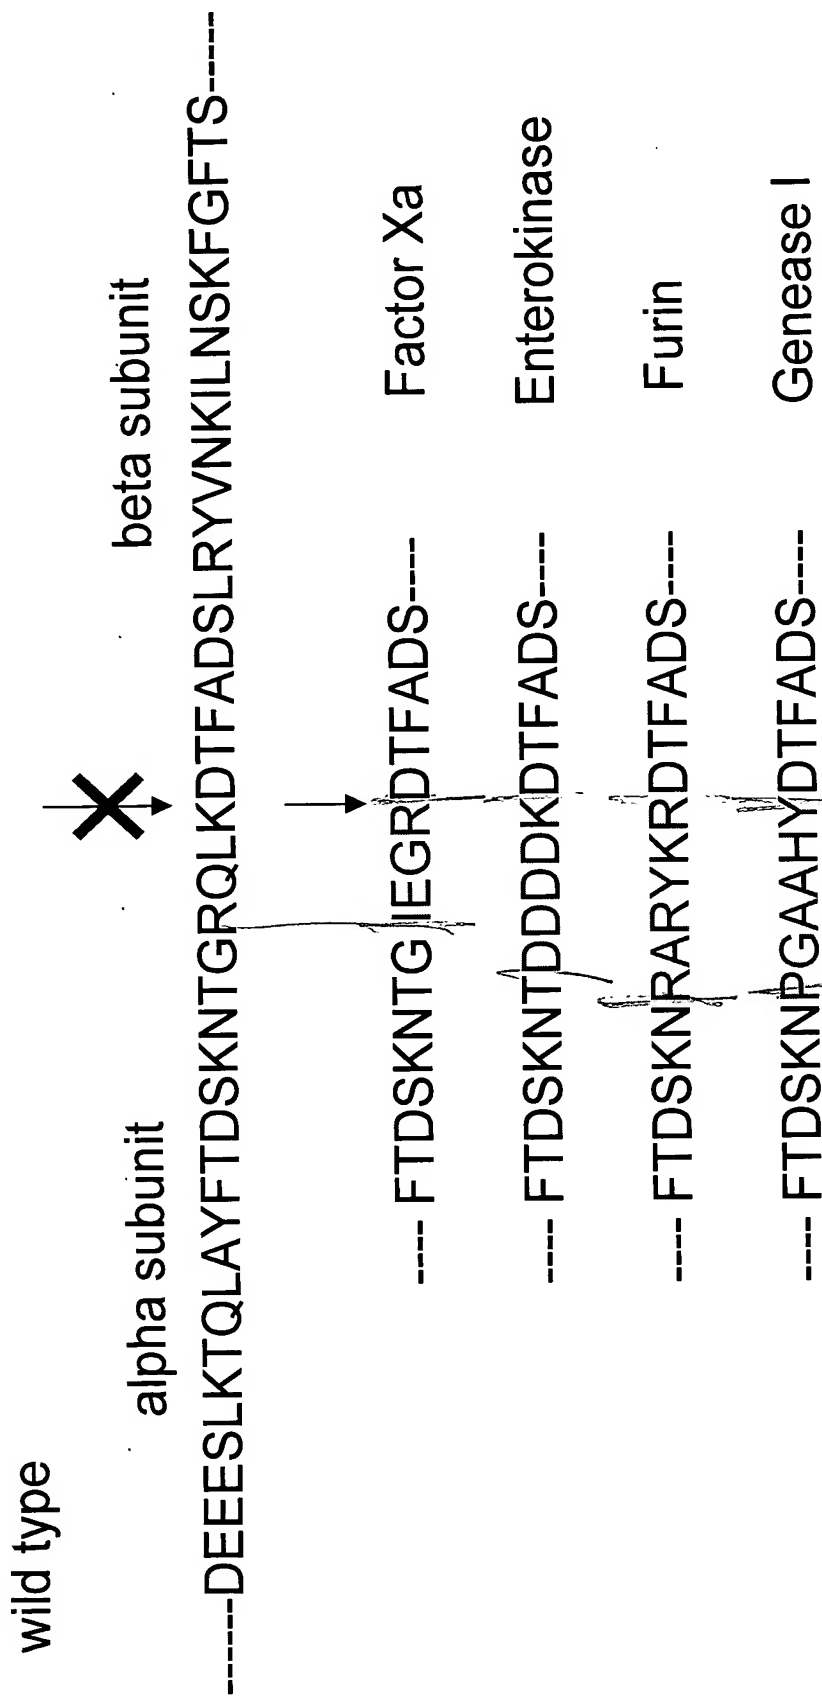 wild type
alpha subunit beta subunit
-------DEEESLKTQLAYFTDSKNTGRQLKDTFADSLRYVNKILNSKFGFTS------
---- FTDSKNTGIEGRDTFADS---- Factor Xa
---- FTDSKNTDDDDKDTFADS---- Enterokinase
---- FTDSKNRARYKRDTFADS---- Furin
---- FTDSKNPGAAHYDTFADS---- Genease I